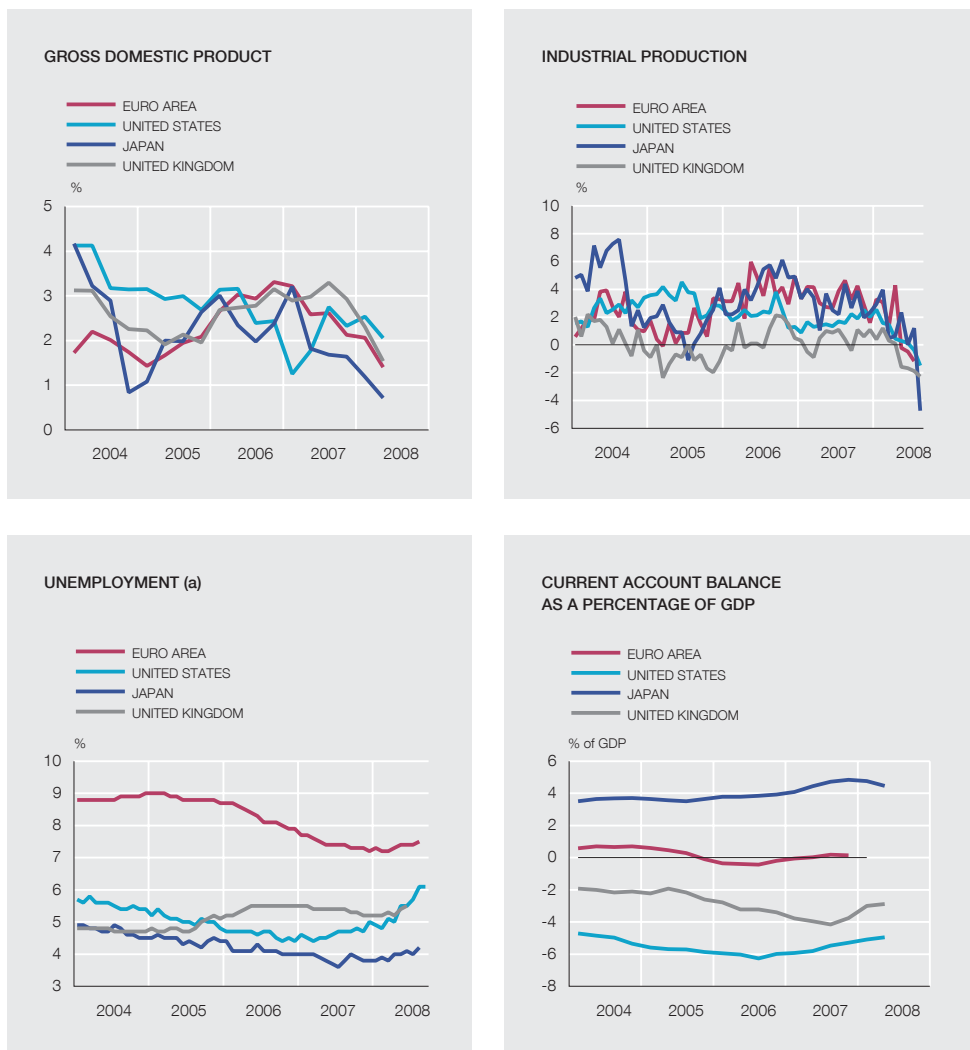 GROSS DOMESTIC PRODUCT
EURO AREA
UNITED STATES
JAPAN
UNITED KINGDOM
%
5
4
3
2
1
0
2004 2005 2006 2007 2008
INDUSTRIAL PRODUCTION
EURO AREA
UNITED STATES
JAPAN
UNITED KINGDOM
%
10
8
6
4
2
0
-2
-4
-6
2004 2005 2006 2007 2008
UNEMPLOYMENT (a)
EURO AREA
UNITED STATES
JAPAN
UNITED KINGDOM
%
10
9
8
7
6
5
4
3
2004 2005 2006 2007 2008
CURRENT ACCOUNT BALANCE
AS A PERCENTAGE OF GDP
EURO AREA
UNITED STATES
JAPAN
UNITED KINGDOM
% of GDP
6
4
2
0
-2
-4
-6
-8
2004 2005 2006 2007 2008